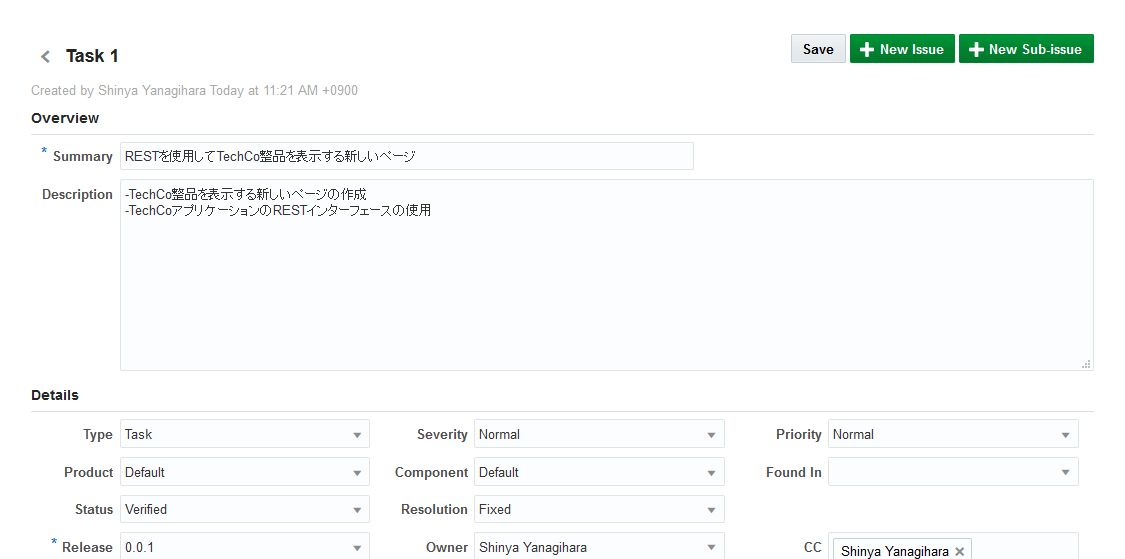 Task 1
Save
New Issue
New Sub-issue
Created by Shinya Yanagihara Today at 11:21 AM +0900
Overview
* Summary RESTを使用してTechCo整品を表示する新しいページ
Description -TechCo整品を表示する新しいページの作成
-TechCoアプリケーションのRESTインターフェースの使用
Details
Type Task Severity Normal Priority Normal
Product Default Component Default Found In
Status Verified Resolution Fixed
* Release 0.0.1 Owner Shinya Yanagihara CC Shinya Yanagihara ×